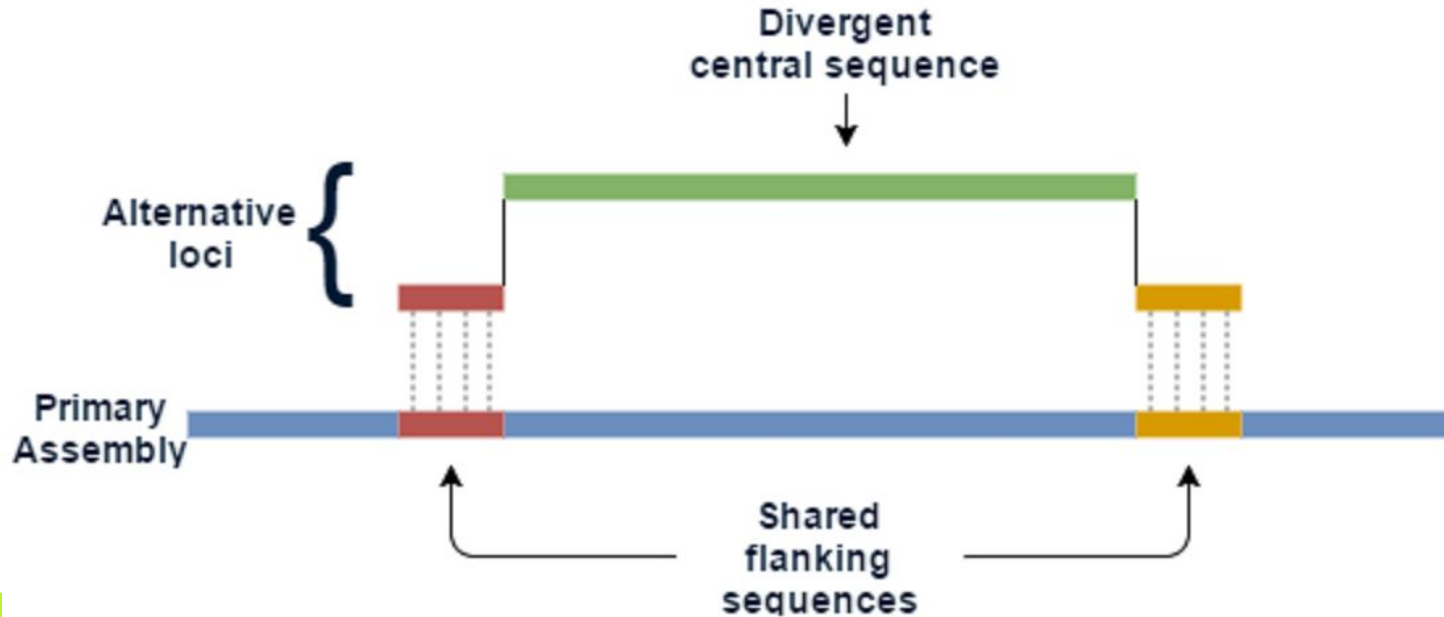 Divergent
central sequence
Alternative
loci
Primary
Assembly
Shared
flanking
sequences